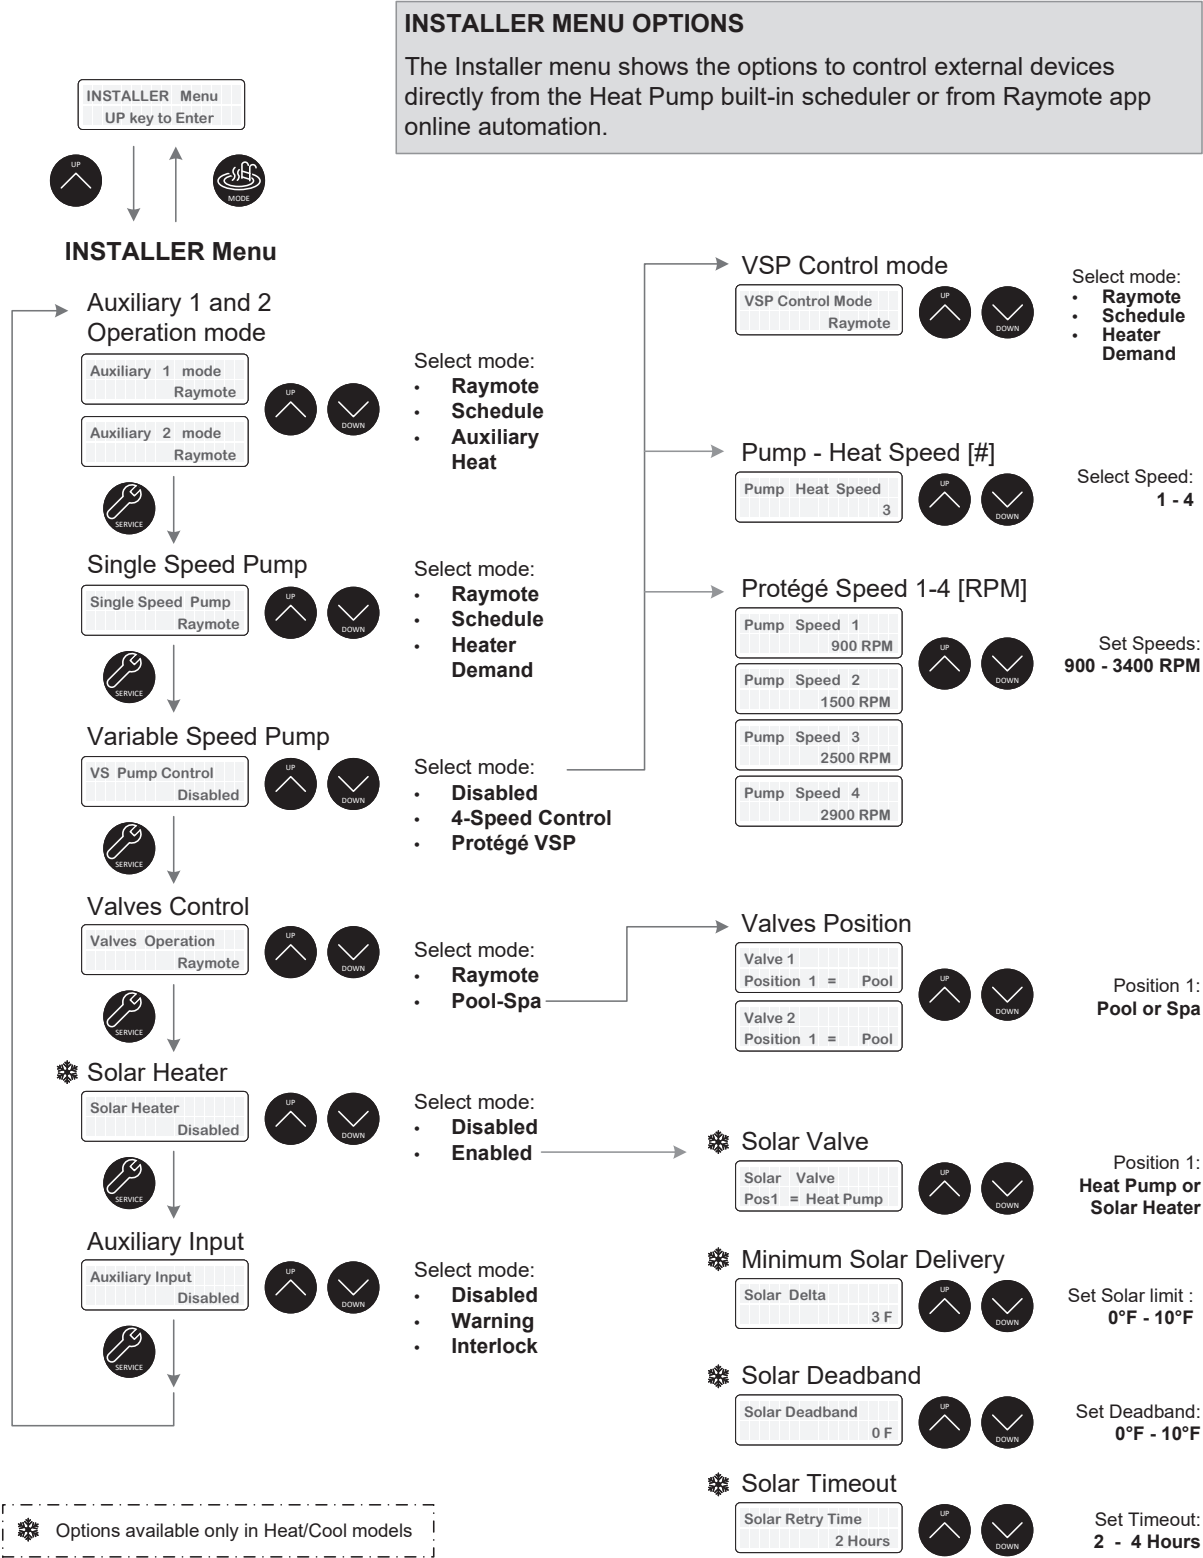 INSTALLER MENU OPTIONS
The Installer menu shows the options to control external devices
directly from the Heat Pump built-in scheduler or from Raymote app
online automation.
INSTALLER Menu
UP key to Enter
UP
MODE
INSTALLER Menu
Auxiliary 1 and 2
Operation mode
Auxiliary 1 mode
Raymote
Auxiliary 2 mode
Raymote
UP
DOWN
Select mode:
• Raymote
• Schedule
• Auxiliary
Heat
SERVICE
Single Speed Pump
Single Speed Pump
Raymote
UP
DOWN
Select mode:
• Raymote
• Schedule
• Heater
Demand
SERVICE
Variable Speed Pump
VS Pump Control
Disabled
UP
DOWN
Select mode:
• Disabled
• 4-Speed Control
• Protégé VSP
SERVICE
Valves Control
Valves Operation
Raymote
UP
DOWN
Select mode:
• Raymote
• Pool-Spa
SERVICE
Solar Heater
Solar Heater
Disabled
UP
DOWN
Select mode:
• Disabled
• Enabled
SERVICE
Auxiliary Input
Auxiliary Input
Disabled
UP
DOWN
Select mode:
• Disabled
• Warning
• Interlock
SERVICE
VSP Control mode
VSP Control Mode
Raymote
UP
DOWN
Select mode:
• Raymote
• Schedule
• Heater
Demand
Pump - Heat Speed [#]
Pump Heat Speed
3
UP
DOWN
Select Speed:
1 - 4
Protégé Speed 1-4 [RPM]
Pump Speed 1
900 RPM
Pump Speed 2
1500 RPM
Pump Speed 3
2500 RPM
Pump Speed 4
2900 RPM
UP
DOWN
Set Speeds:
900 - 3400 RPM
Valves Position
Valve 1
Position 1 = Pool
Valve 2
Position 1 = Pool
UP
DOWN
Position 1:
Pool or Spa
Solar Valve
Solar Valve
Pos1 = Heat Pump
UP
DOWN
Position 1:
Heat Pump or
Solar Heater
Minimum Solar Delivery
Solar Delta
3 F
UP
DOWN
Set Solar limit :
0°F - 10°F
Solar Deadband
Solar Deadband
0 F
UP
DOWN
Set Deadband:
0°F - 10°F
Solar Timeout
Solar Retry Time
2 Hours
UP
DOWN
Set Timeout:
2 - 4 Hours
Options available only in Heat/Cool models